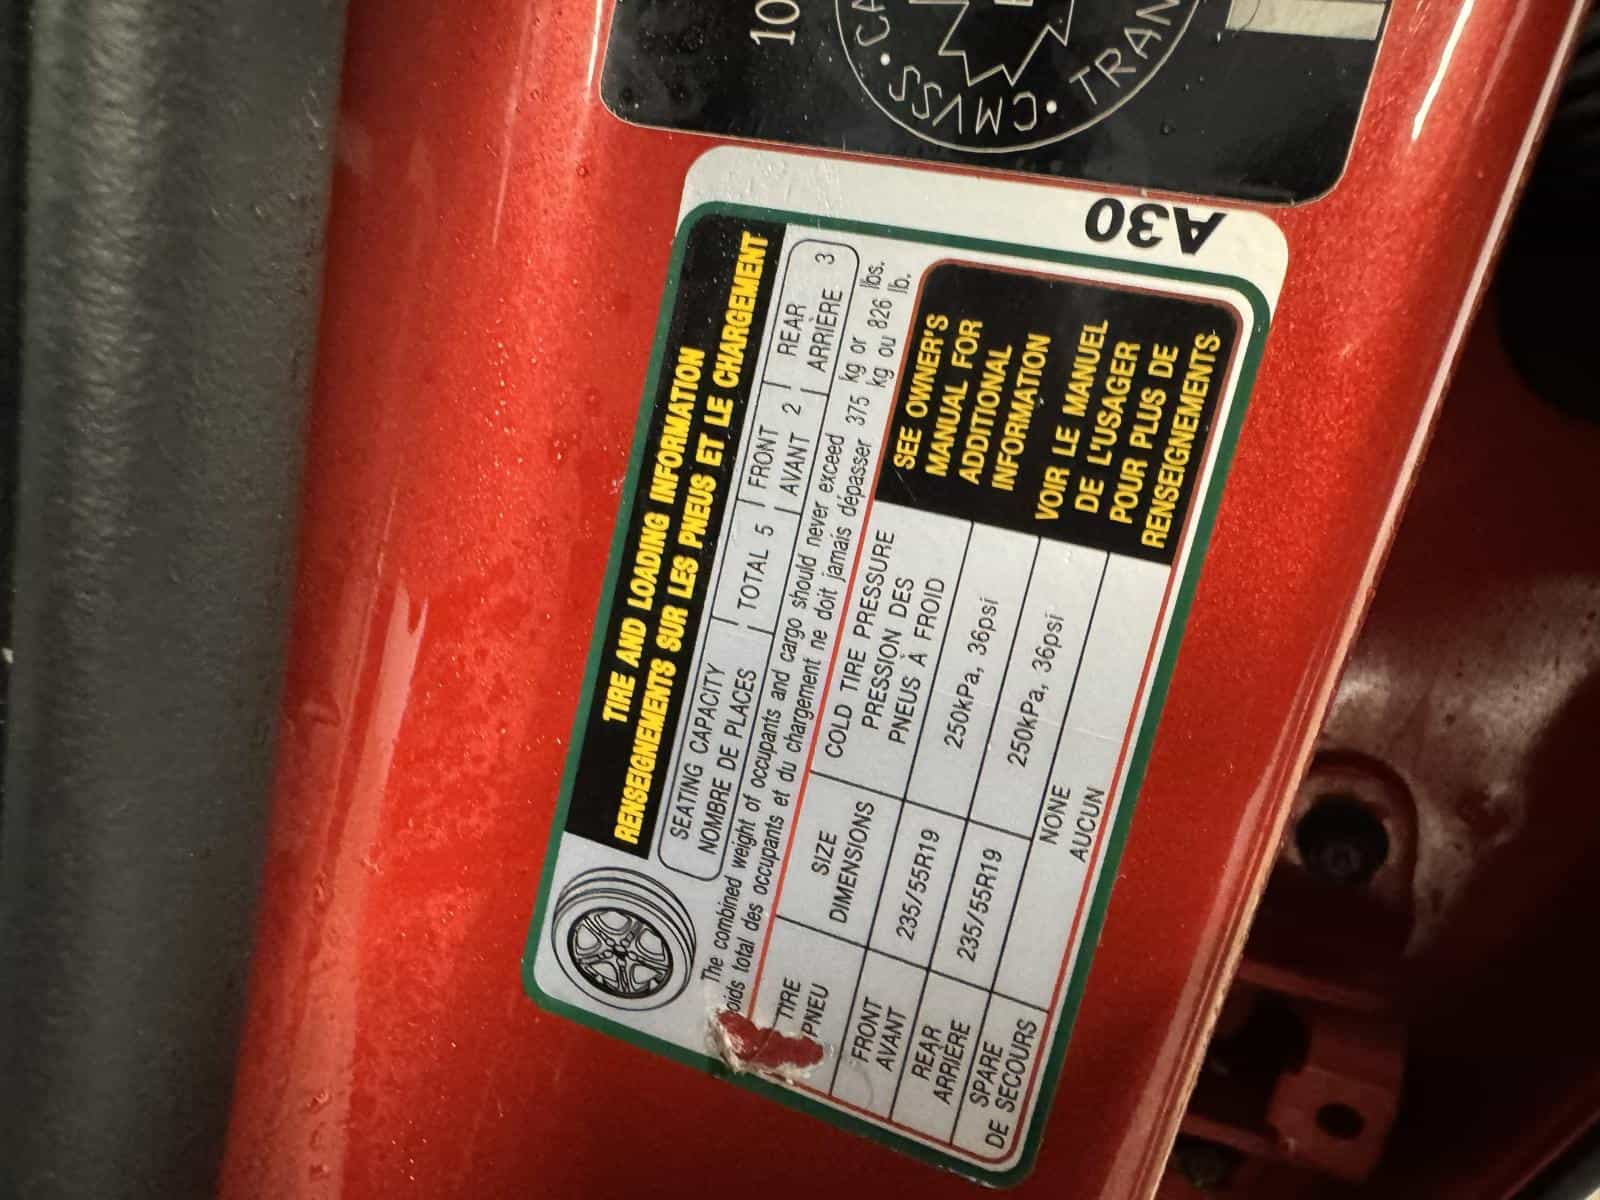 10
CMVSS · TRAN
A30
TIRE AND LOADING INFORMATION
RENSEIGNEMENTS SUR LES PNEUS ET LE CHARGEMENT
SEATING CAPACITY
NOMBRE DE PLACES
TOTAL 5
FRONT
AVANT 2
REAR
ARRIÈRE 3
The combined weight of occupants and cargo should never exceed 375 kg or 826 lbs.
oids total des occupants et du chargement ne doit jamais dépasser kg ou lb.
TIRE
PNEU
SIZE
DIMENSIONS
COLD TIRE PRESSURE
PRESSION DES
PNEUS À FROID
FRONT
AVANT
235/55R19
250kPa, 36psi
REAR
ARRIÈRE
235/55R19
250kPa, 36psi
SPARE
DE SECOURS
NONE
AUCUN
SEE OWNER'S
MANUAL FOR
ADDITIONAL
INFORMATION
VOIR LE MANUEL
DE L'USAGER
POUR PLUS DE
RENSEIGNEMENTS